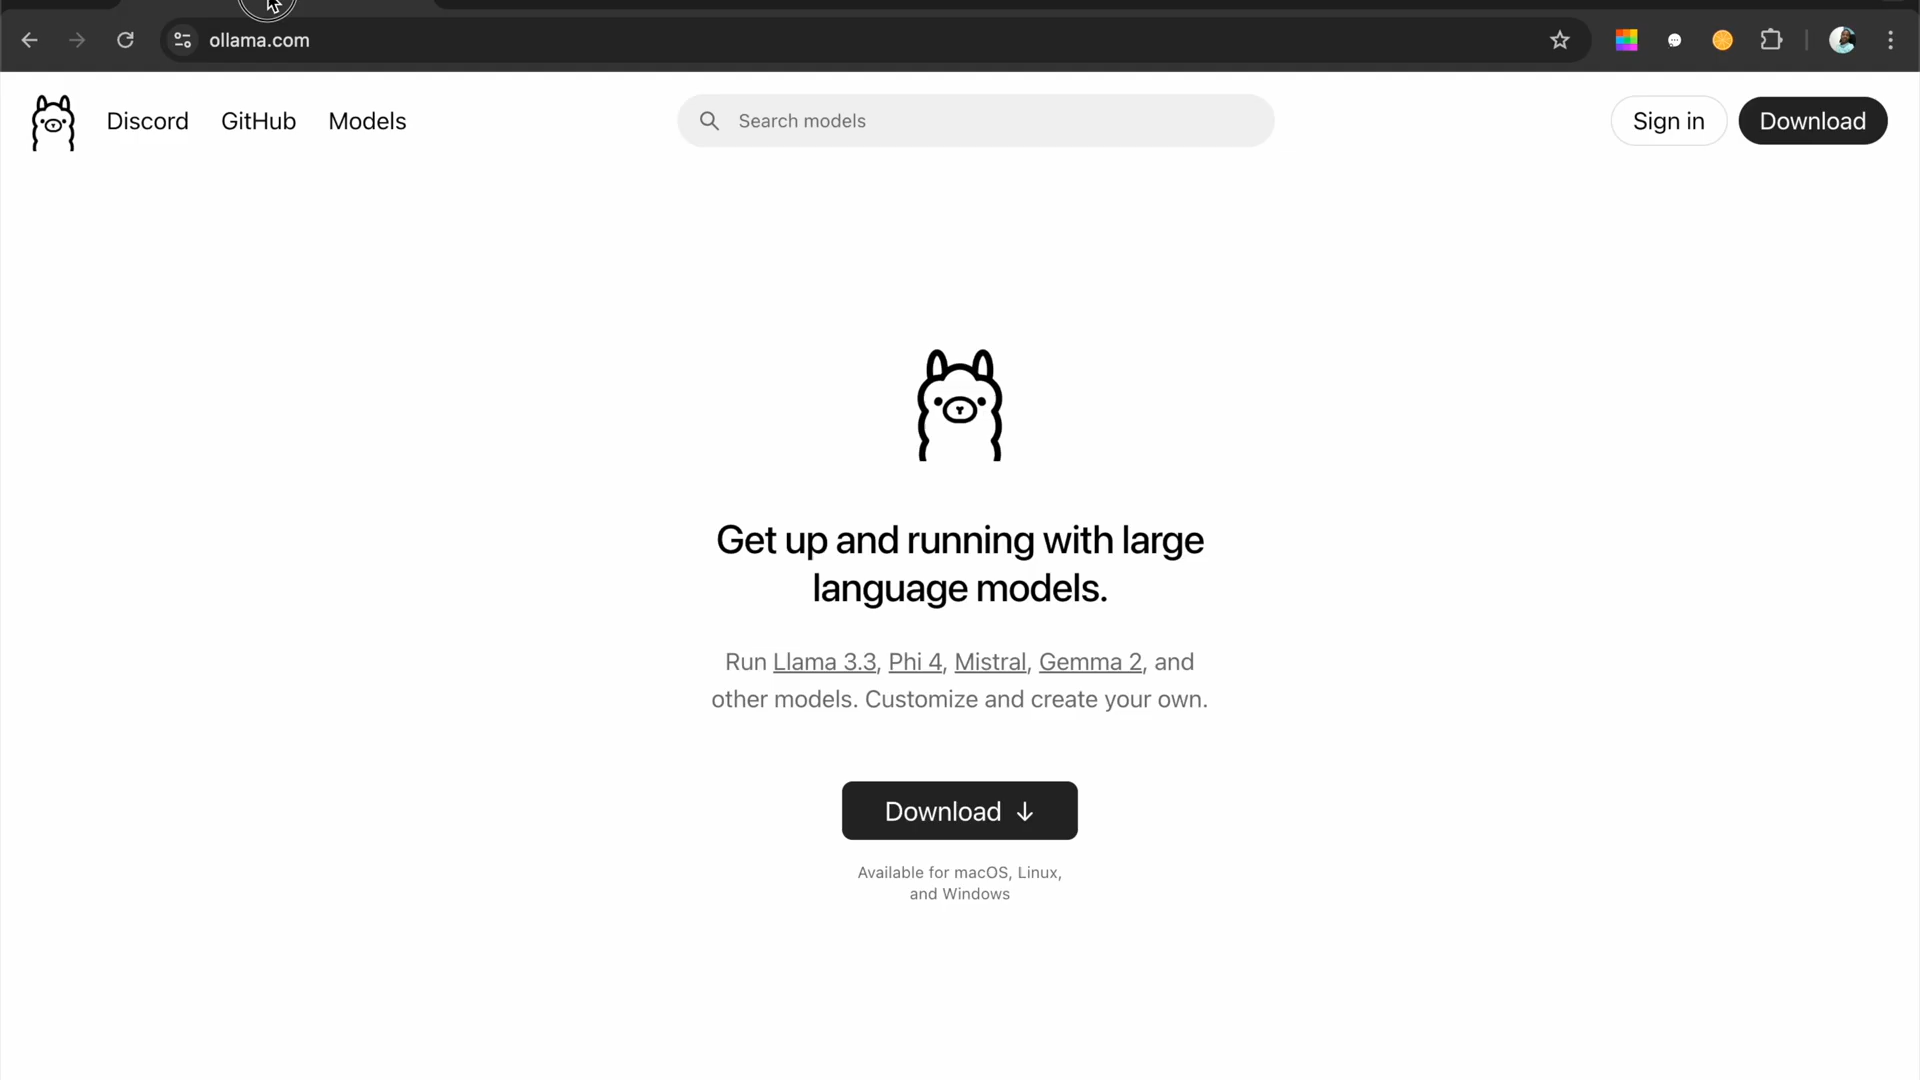 ollama.com
Discord GitHub Models
Search models
Sign in Download
Get up and running with large
language models.
Run Llama 3.3, Phi 4, Mistral, Gemma 2, and
other models. Customize and create your own.
Download ↓
Available for macOS, Linux,
and Windows